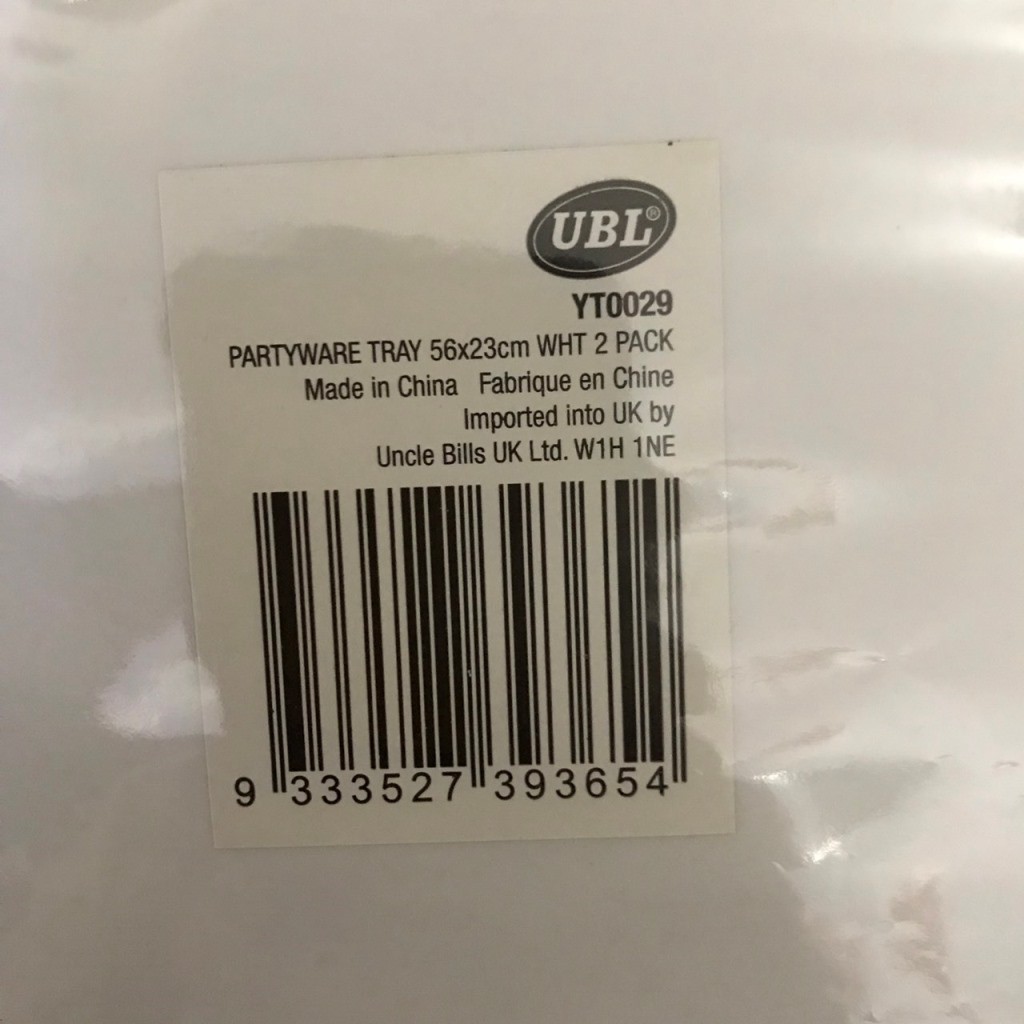 UBL®
YT0029
PARTYWARE TRAY 56x23cm WHT 2 PACK
Made in China Fabrique en Chine
Imported into UK by
Uncle Bills UK Ltd. W1H 1NE
9 333527 393654